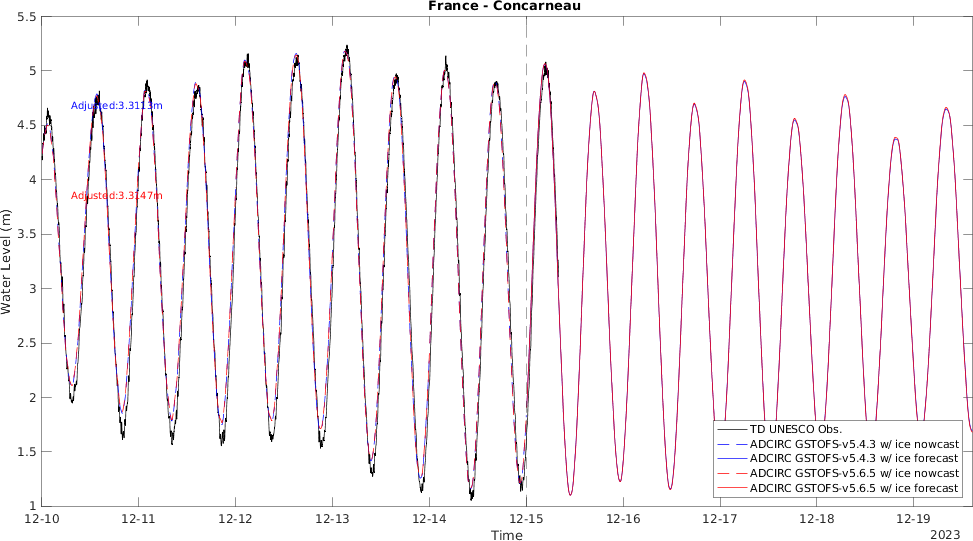 France - Concarneau
5.5
5
4.5
4
3.5
3
2.5
2
1.5
1
Water Level (m)
Adjusted:3.3113m
Adjusted:3.3147m
TD UNESCO Obs.
ADCIRC GSTOFS-v5.4.3 w/ ice nowcast
ADCIRC GSTOFS-v5.4.3 w/ ice forecast
ADCIRC GSTOFS-v5.6.5 w/ ice nowcast
ADCIRC GSTOFS-v5.6.5 w/ ice forecast
12-10 12-11 12-12 12-13 12-14 12-15 12-16 12-17 12-18 12-19
Time
2023